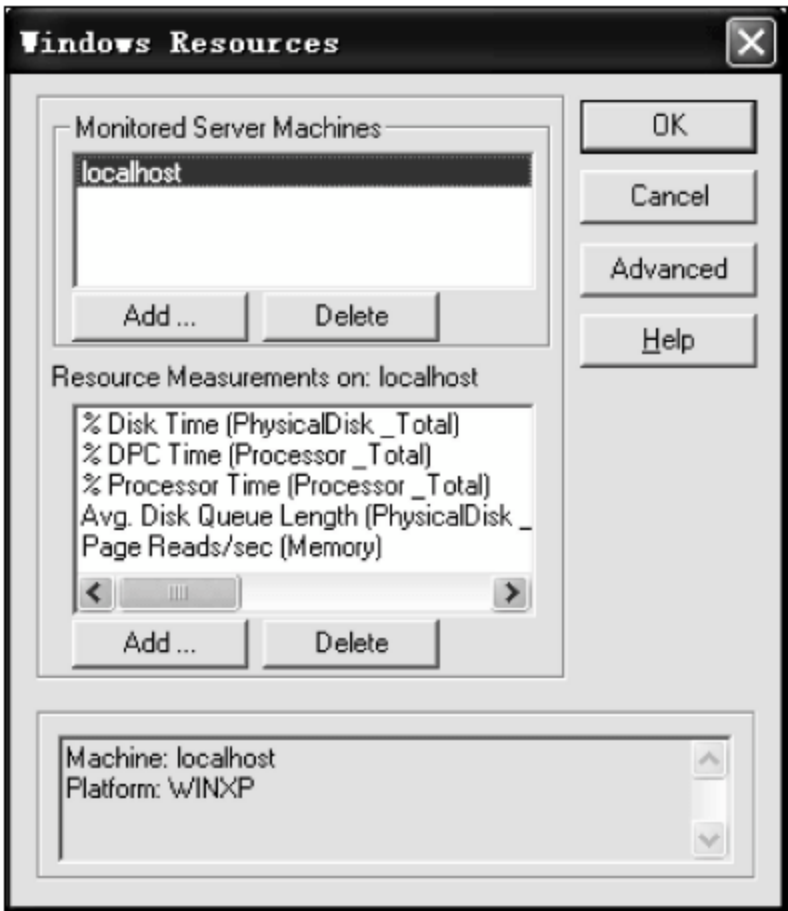 Windows Resources
Monitored Server Machines
localhost
Add ...
Delete
OK
Cancel
Advanced
Help
Resource Measurements on: localhost
% Disk Time (PhysicalDisk _Total)
% DPC Time (Processor _Total)
% Processor Time (Processor _Total)
Avg. Disk Queue Length (PhysicalDisk _
Page Reads/sec (Memory)
Add ...
Delete
Machine: localhost
Platform: WINXP